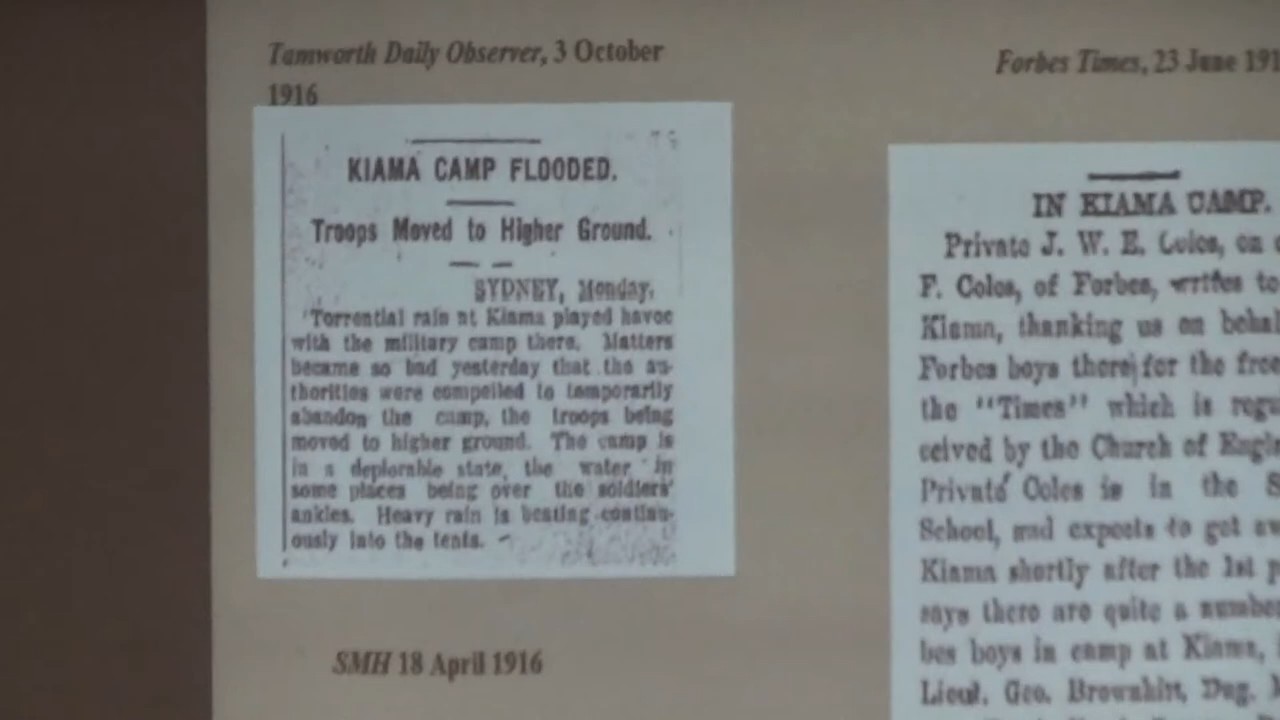 Tamworth Daily Observer, 3 October
1916
KIAMA CAMP FLOODED.
Troops Moved to Higher Ground.
SYDNEY, Monday.
Torrential rain at Kiama played havoc
with the military camp there. Matters
became so bad yesterday that the au-
thorities were compelled to temporarily
abandon the camp, the troops being
moved to higher ground. The camp is
in a deplorable state, the water in
some places being over the soldiers'
ankles. Heavy rain is beating continu-
ously into the tents.
SMH 18 April 1916
Forbes Times, 23 June 191
IN KIAMA CAMP.
Private J. W. E. Coles, on
F. Coles, of Forbes, writes to
Kiama, thanking us on behal
Forbes boys there for the free
the "Times" which is regu
ceived by the Church of Engl
Private Coles is in the S
School, and expects to get aw
Kiama shortly after the 1st
says there are quite a number
bes boys in camp at Kiama,
Lieut. Geo. Brownhitt, Dug.